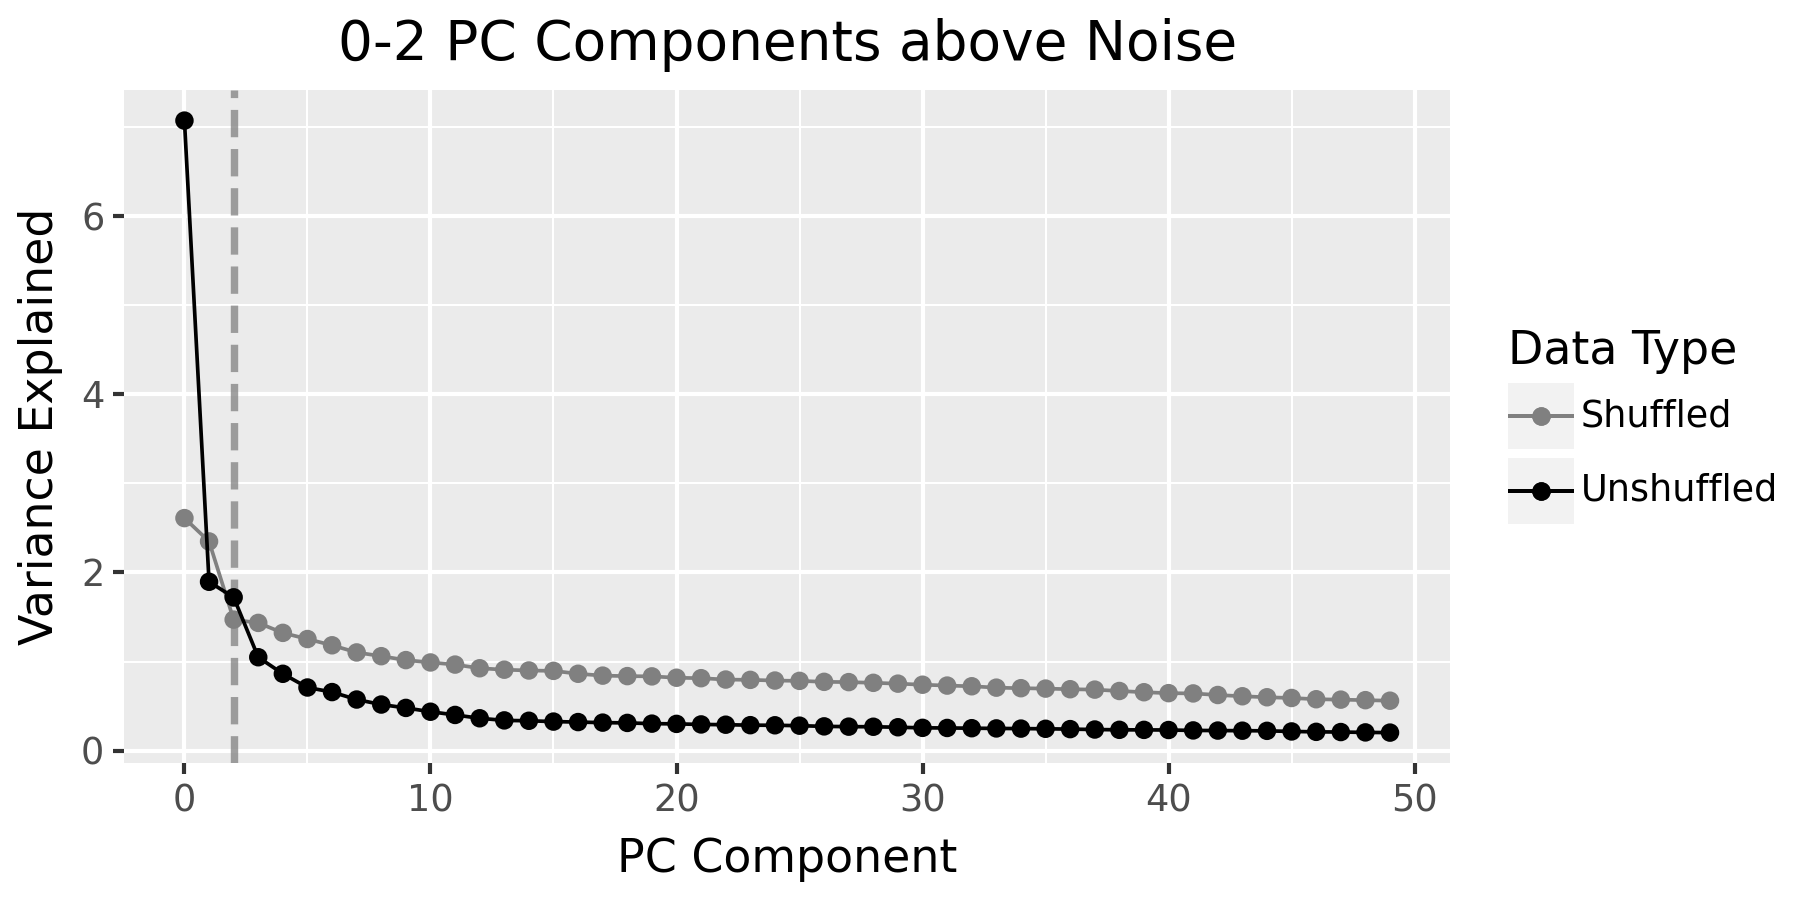 0-2 PC Components above Noise
Variance Explained
6
4
2
0
0 10 20 30 40 50
PC Component
Data Type
Shuffled
Unshuffled